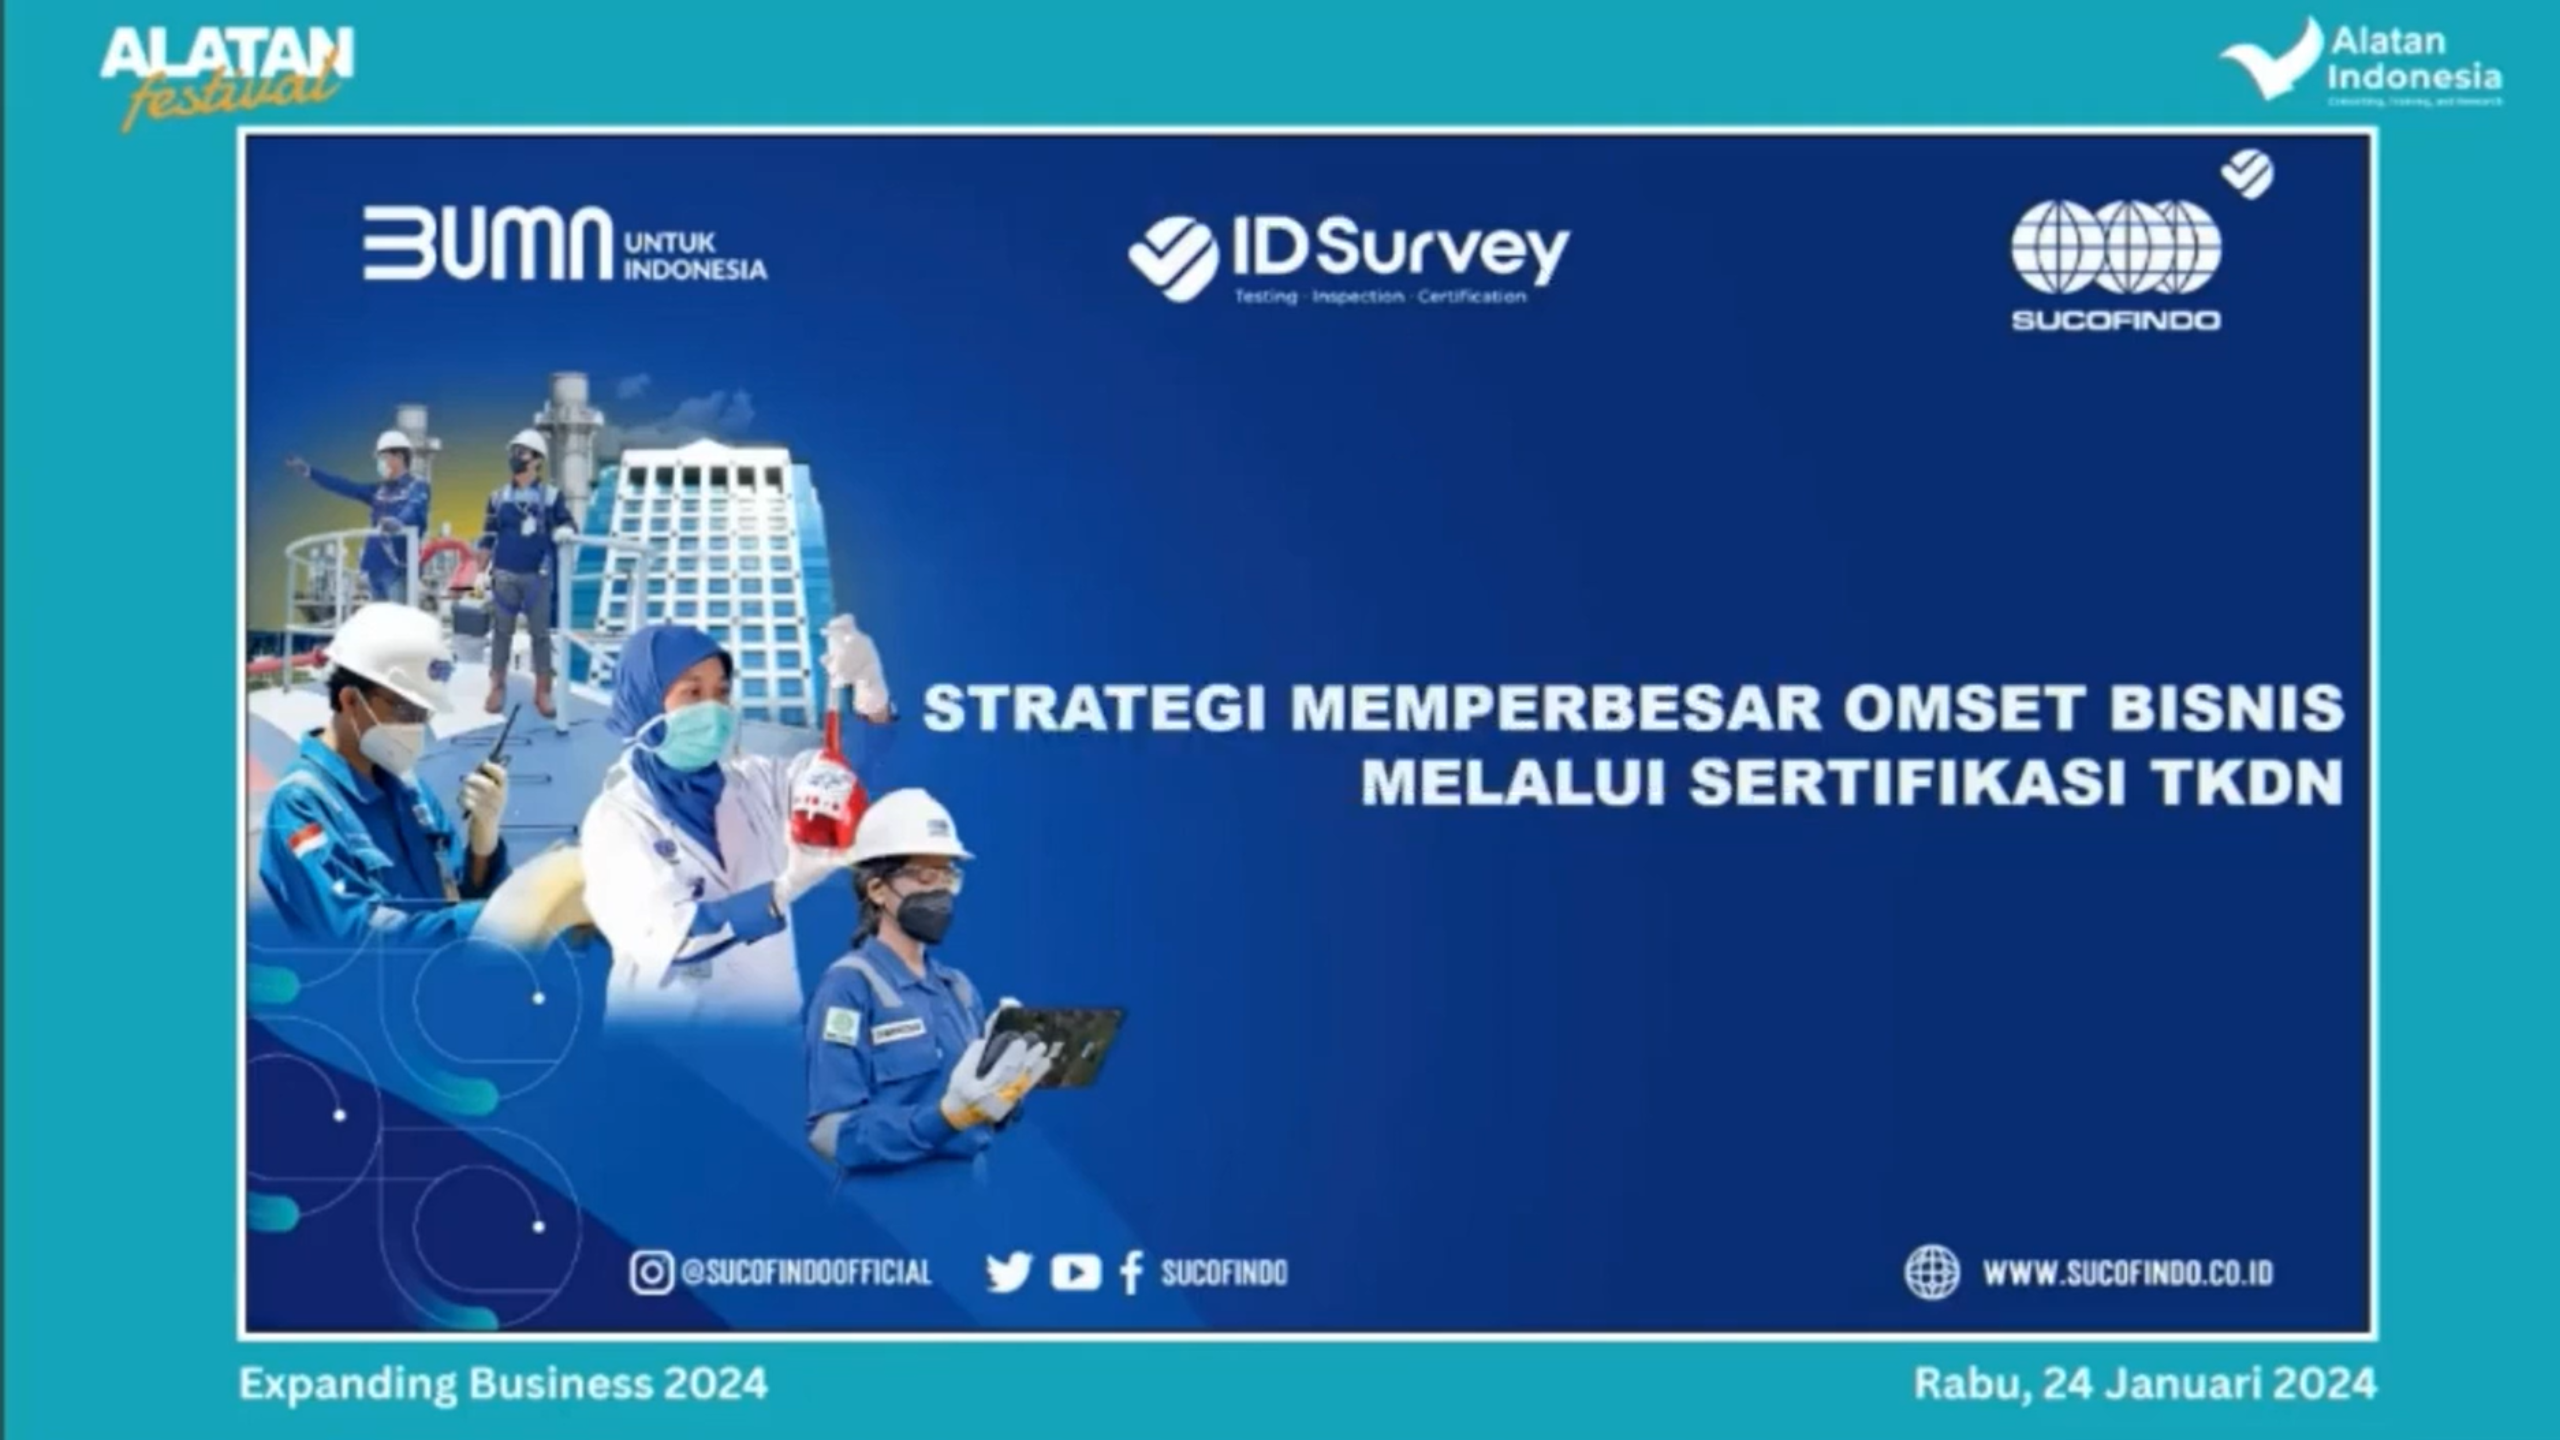 ALATAN
festival
Alatan
Indonesia
BUMN UNTUK
INDONESIA
IDSurvey
Testing · Inspection · Certification
SUCOFINDO
STRATEGI MEMPERBESAR OMSET BISNIS
MELALUI SERTIFIKASI TKDN
@SUCOFINDOOFFICIAL SUCOFINDO WWW.SUCOFINDO.CO.ID
Expanding Business 2024 Rabu, 24 Januari 2024